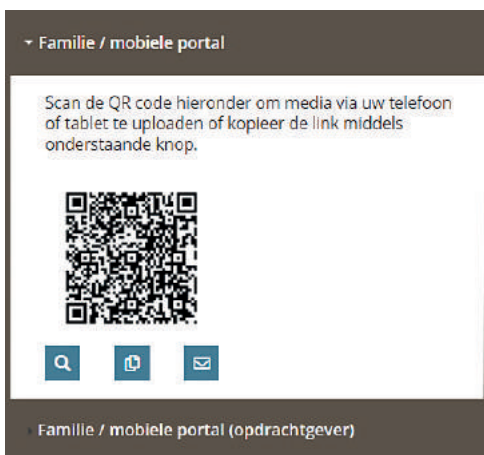 Familie / mobiele portal
Scan de QR code hieronder om media via uw telefoon
of tablet te uploaden of kopieer de link middels
onderstaande knop.
Familie / mobiele portal (opdrachtgever)